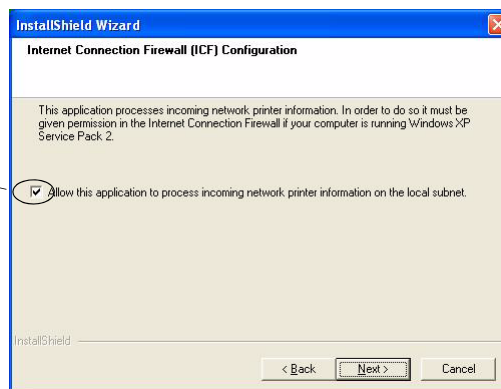 InstallShield Wizard
Internet Connection Firewall (ICF) Configuration
This application processes incoming network printer information. In order to do so it must be
given permission in the Internet Connection Firewall if your computer is running Windows XP
Service Pack 2.
Allow this application to process incoming network printer information on the local subnet.
InstallShield
< Back
Next >
Cancel